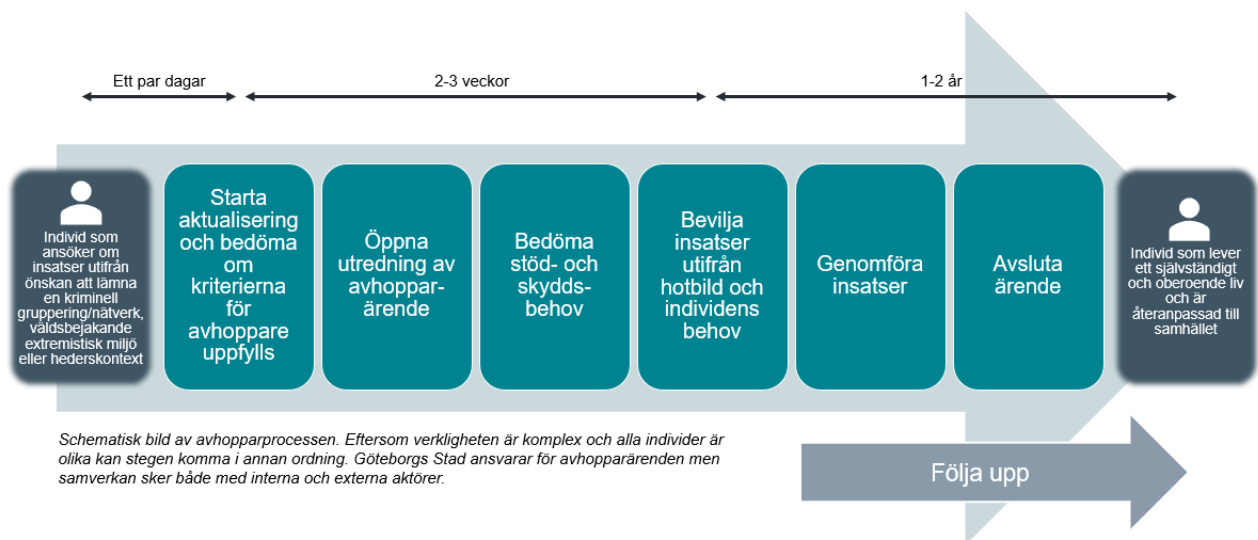 Ett par dagar
2-3 veckor
1-2 år
Individ som
ansöker om
insatser utifrån
önskan att lämna
en kriminell
gruppering/nätverk,
våldsbejakande
extremistisk miljö
eller hederskontext
Starta
aktualisering
och bedöma
om
kriterierna
för
avhoppare
uppfylls
Öppna
utredning av
avhoppar-
ärende
Bedöma
stöd- och
skydds-
behov
Bevilja
insatser
utifrån
hotbild och
individens
behov
Genomföra
insatser
Avsluta
ärende
Individ som lever
ett självständigt
och oberoende liv
och är
återanpassad till
samhället
Schematisk bild av avhopparprocessen. Eftersom verkligheten är komplex och alla individer är
olika kan stegen komma i annan ordning. Göteborgs Stad ansvarar för avhopparärenden men
samverkan sker både med interna och externa aktörer.
Följa upp